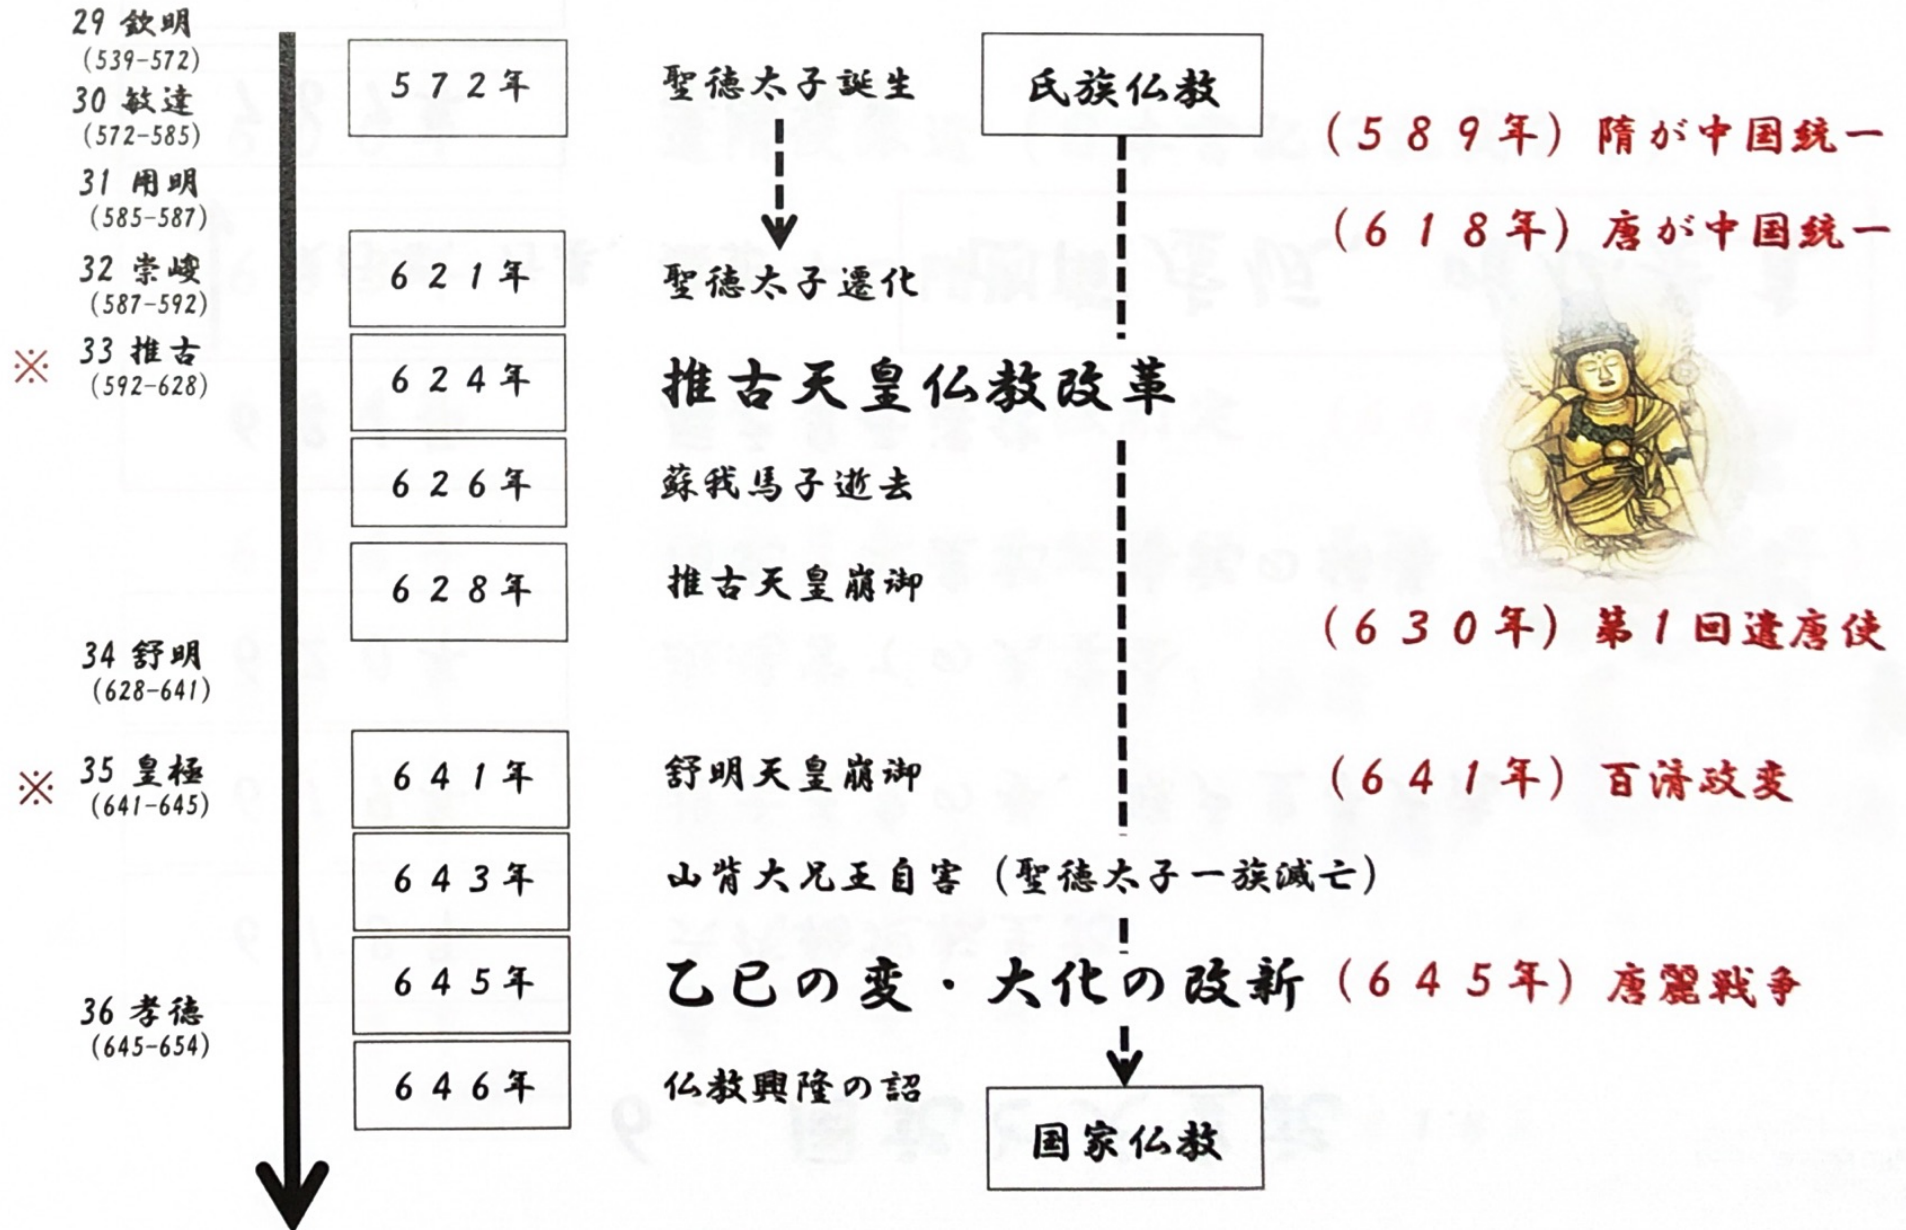 29 欽明
(539-572)
30 敏達
(572-585)
31 用明
(585-587)
32 崇峻
(587-592)
※ 33 推古
(592-628)
34 舒明
(628-641)
※ 35 皇極
(641-645)
36 孝徳
(645-654)
572年 聖徳太子誕生
621年 聖徳太子遷化
624年 推古天皇仏教改革
626年 蘇我馬子逝去
628年 推古天皇崩御
641年 舒明天皇崩御
643年 山背大兄王自害（聖徳太子一族滅亡）
645年 乙巳の変・大化の改新
646年 仏教興隆の詔
氏族仏教
国家仏教
（589年）隋が中国統一
（618年）唐が中国統一
（630年）第1回遣唐使
（641年）百済政変
（645年）唐麗戦争